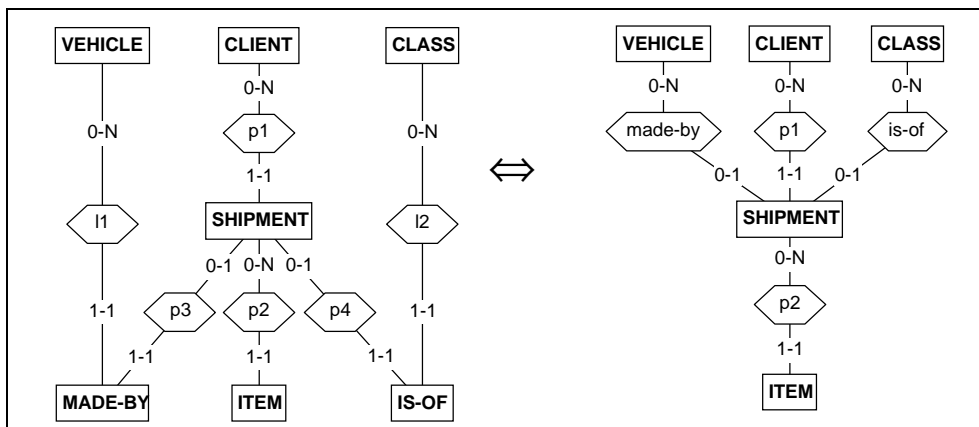 VEHICLE CLIENT CLASS VEHICLE CLIENT CLASS
0-N 0-N 0-N 0-N
p1 made-by p1 is-of
0-N 0-N
1-1 0-1 1-1 0-1
l1 SHIPMENT l2 SHIPMENT
0-1 0-N 0-1 0-N
p3 p2 p4 p2
1-1 1-1
1-1 1-1 1-1 1-1
MADE-BY ITEM IS-OF ITEM